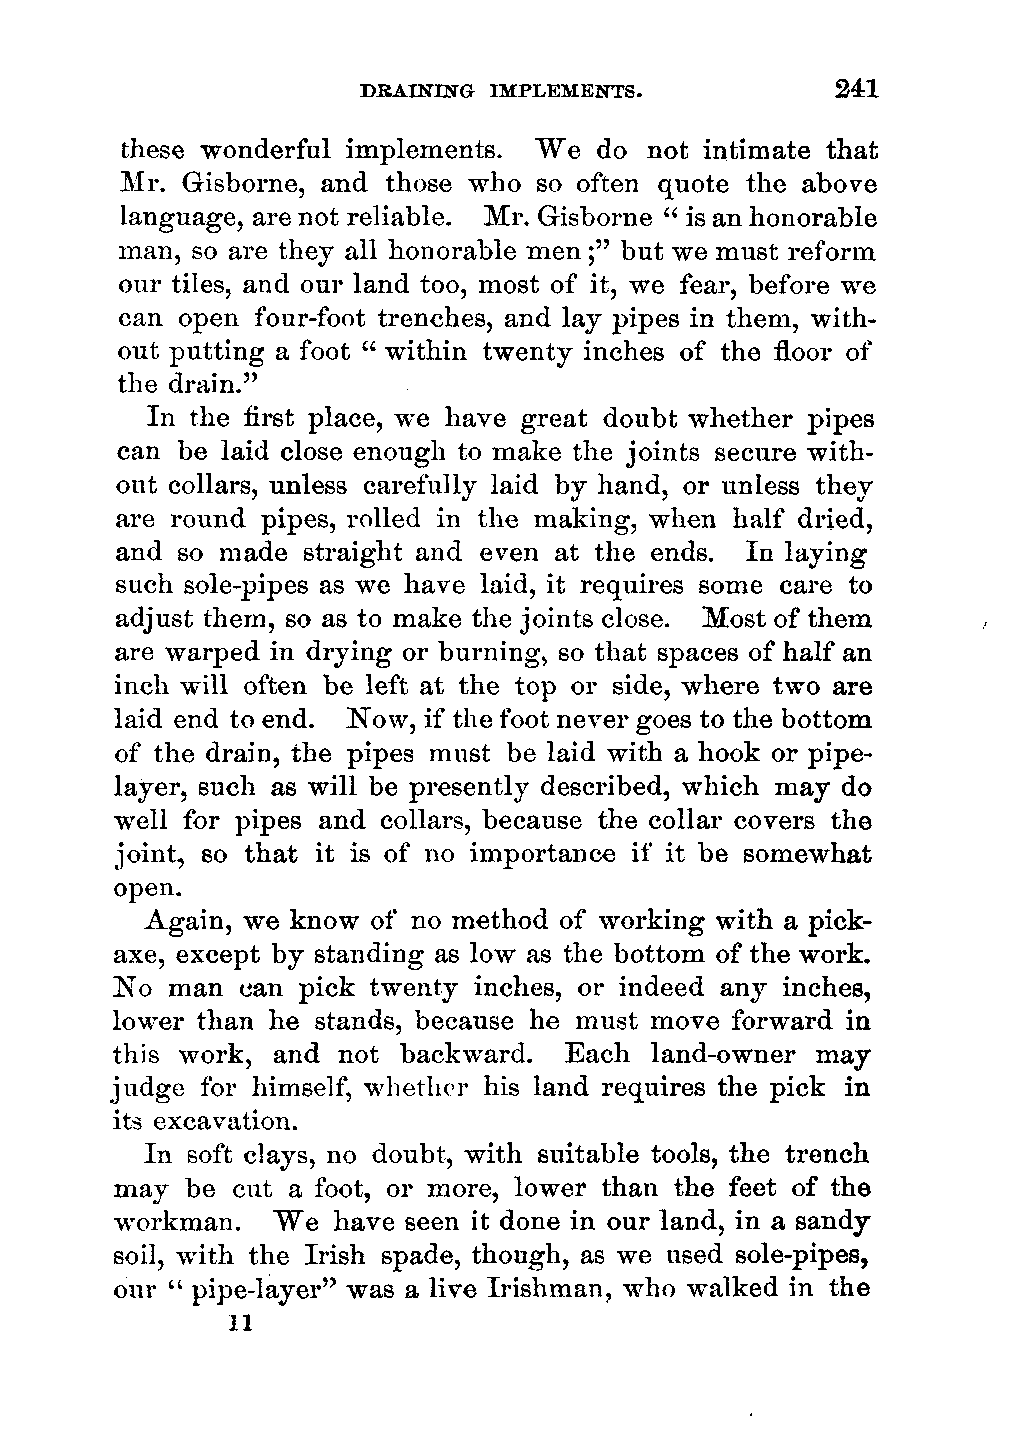 DRAINING IMPLEMENTS. 241
these wonderful implements. We do not intimate that
Mr. Gisborne, and those who so often quote the above
language, are not reliable. Mr. Gisborne “ is an honorable
man, so are they all honorable men ;” but we must reform
our tiles, and our land too, most of it, we fear, before we
can open four-foot trenches, and lay pipes in them, with-
out putting a foot “ within twenty inches of the floor of
the drain.”
In the first place, we have great doubt whether pipes
can be laid close enough to make the joints secure with-
out collars, unless carefully laid by hand, or unless they
are round pipes, rolled in the making, when half dried,
and so made straight and even at the ends. In laying
such sole-pipes as we have laid, it requires some care to
adjust them, so as to make the joints close. Most of them
are warped in drying or burning, so that spaces of half an
inch will often be left at the top or side, where two are
laid end to end. Now, if the foot never goes to the bottom
of the drain, the pipes must be laid with a hook or pipe-
layer, such as will be presently described, which may do
well for pipes and collars, because the collar covers the
joint, so that it is of no importance if it be somewhat
open.
Again, we know of no method of working with a pick-
axe, except by standing as low as the bottom of the work.
No man can pick twenty inches, or indeed any inches,
lower than he stands, because he must move forward in
this work, and not backward. Each land-owner may
judge for himself, whether his land requires the pick in
its excavation.
In soft clays, no doubt, with suitable tools, the trench
may be cut a foot, or more, lower than the feet of the
workman. We have seen it done in our land, in a sandy
soil, with the Irish spade, though, as we used sole-pipes,
our “ pipe-layer” was a live Irishman, who walked in the
11